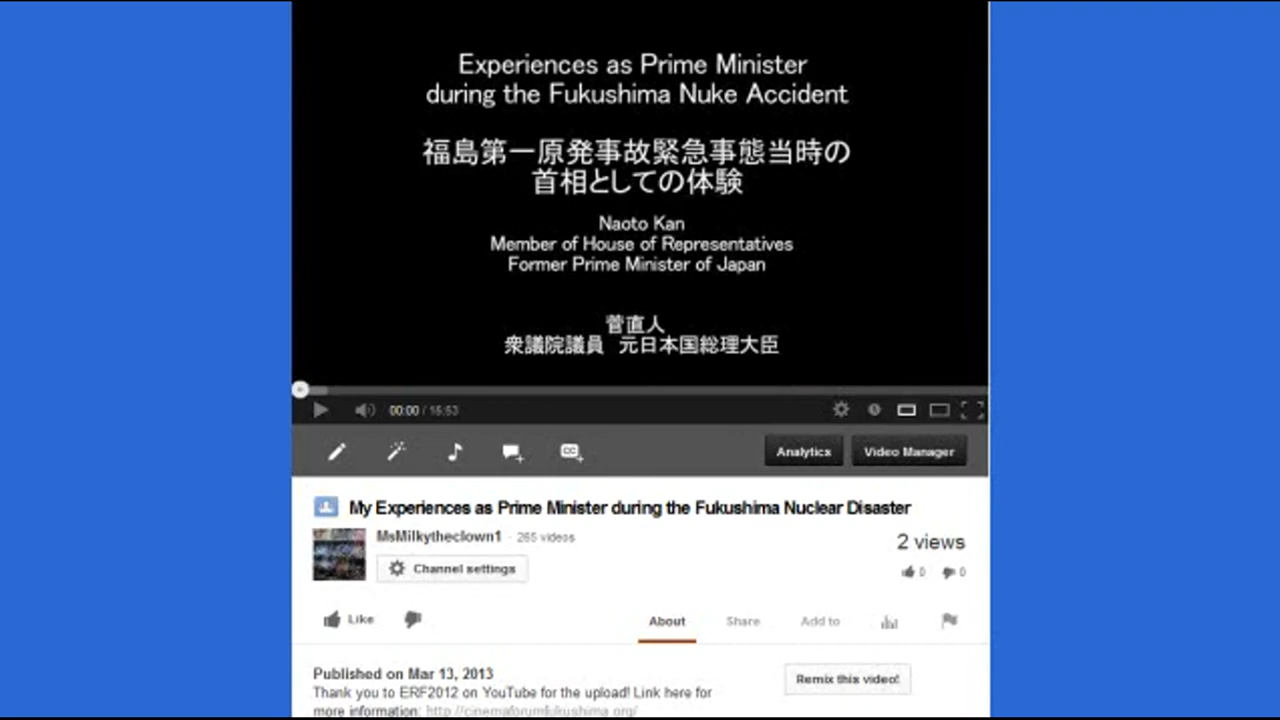 Experiences as Prime Minister
during the Fukushima Nuke Accident
福島第一原発事故緊急事態当時の
首相としての体験
Naoto Kan
Member of House of Representatives
Former Prime Minister of Japan
菅直人
衆議院議員 元日本国総理大臣
00:00 / 15:53
CC
Analytics
Video Manager
My Experiences as Prime Minister during the Fukushima Nuclear Disaster
MsMilkytheclown1 · 265 videos
Channel settings
2 views
0 0
Like
About Share Add to
Published on Mar 13, 2013
Remix this video!
Thank you to ERF2012 on YouTube for the upload! Link here for
more information: http://cinemaforumfukushima.org/